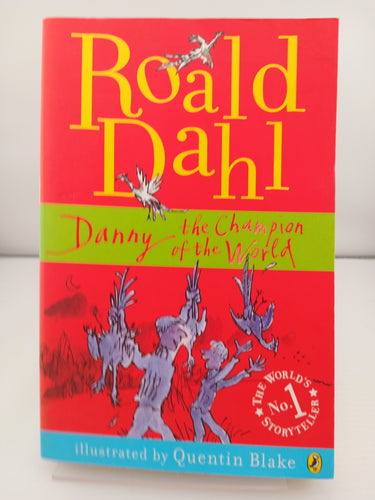 Roald
Dahl
Danny the Champion
of the World
THE WORLD'S
No. 1
STORYTELLER
illustrated by Quentin Blake